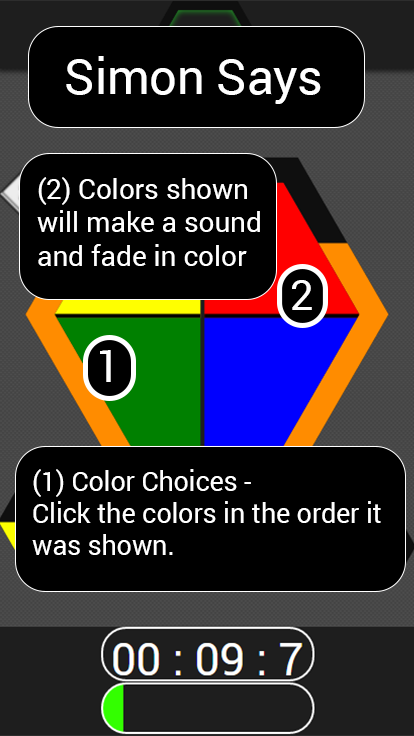 Simon Says
(2) Colors shown
will make a sound
and fade in color
2
1
(1) Color Choices -
Click the colors in the order it
was shown.
00 : 09 : 7